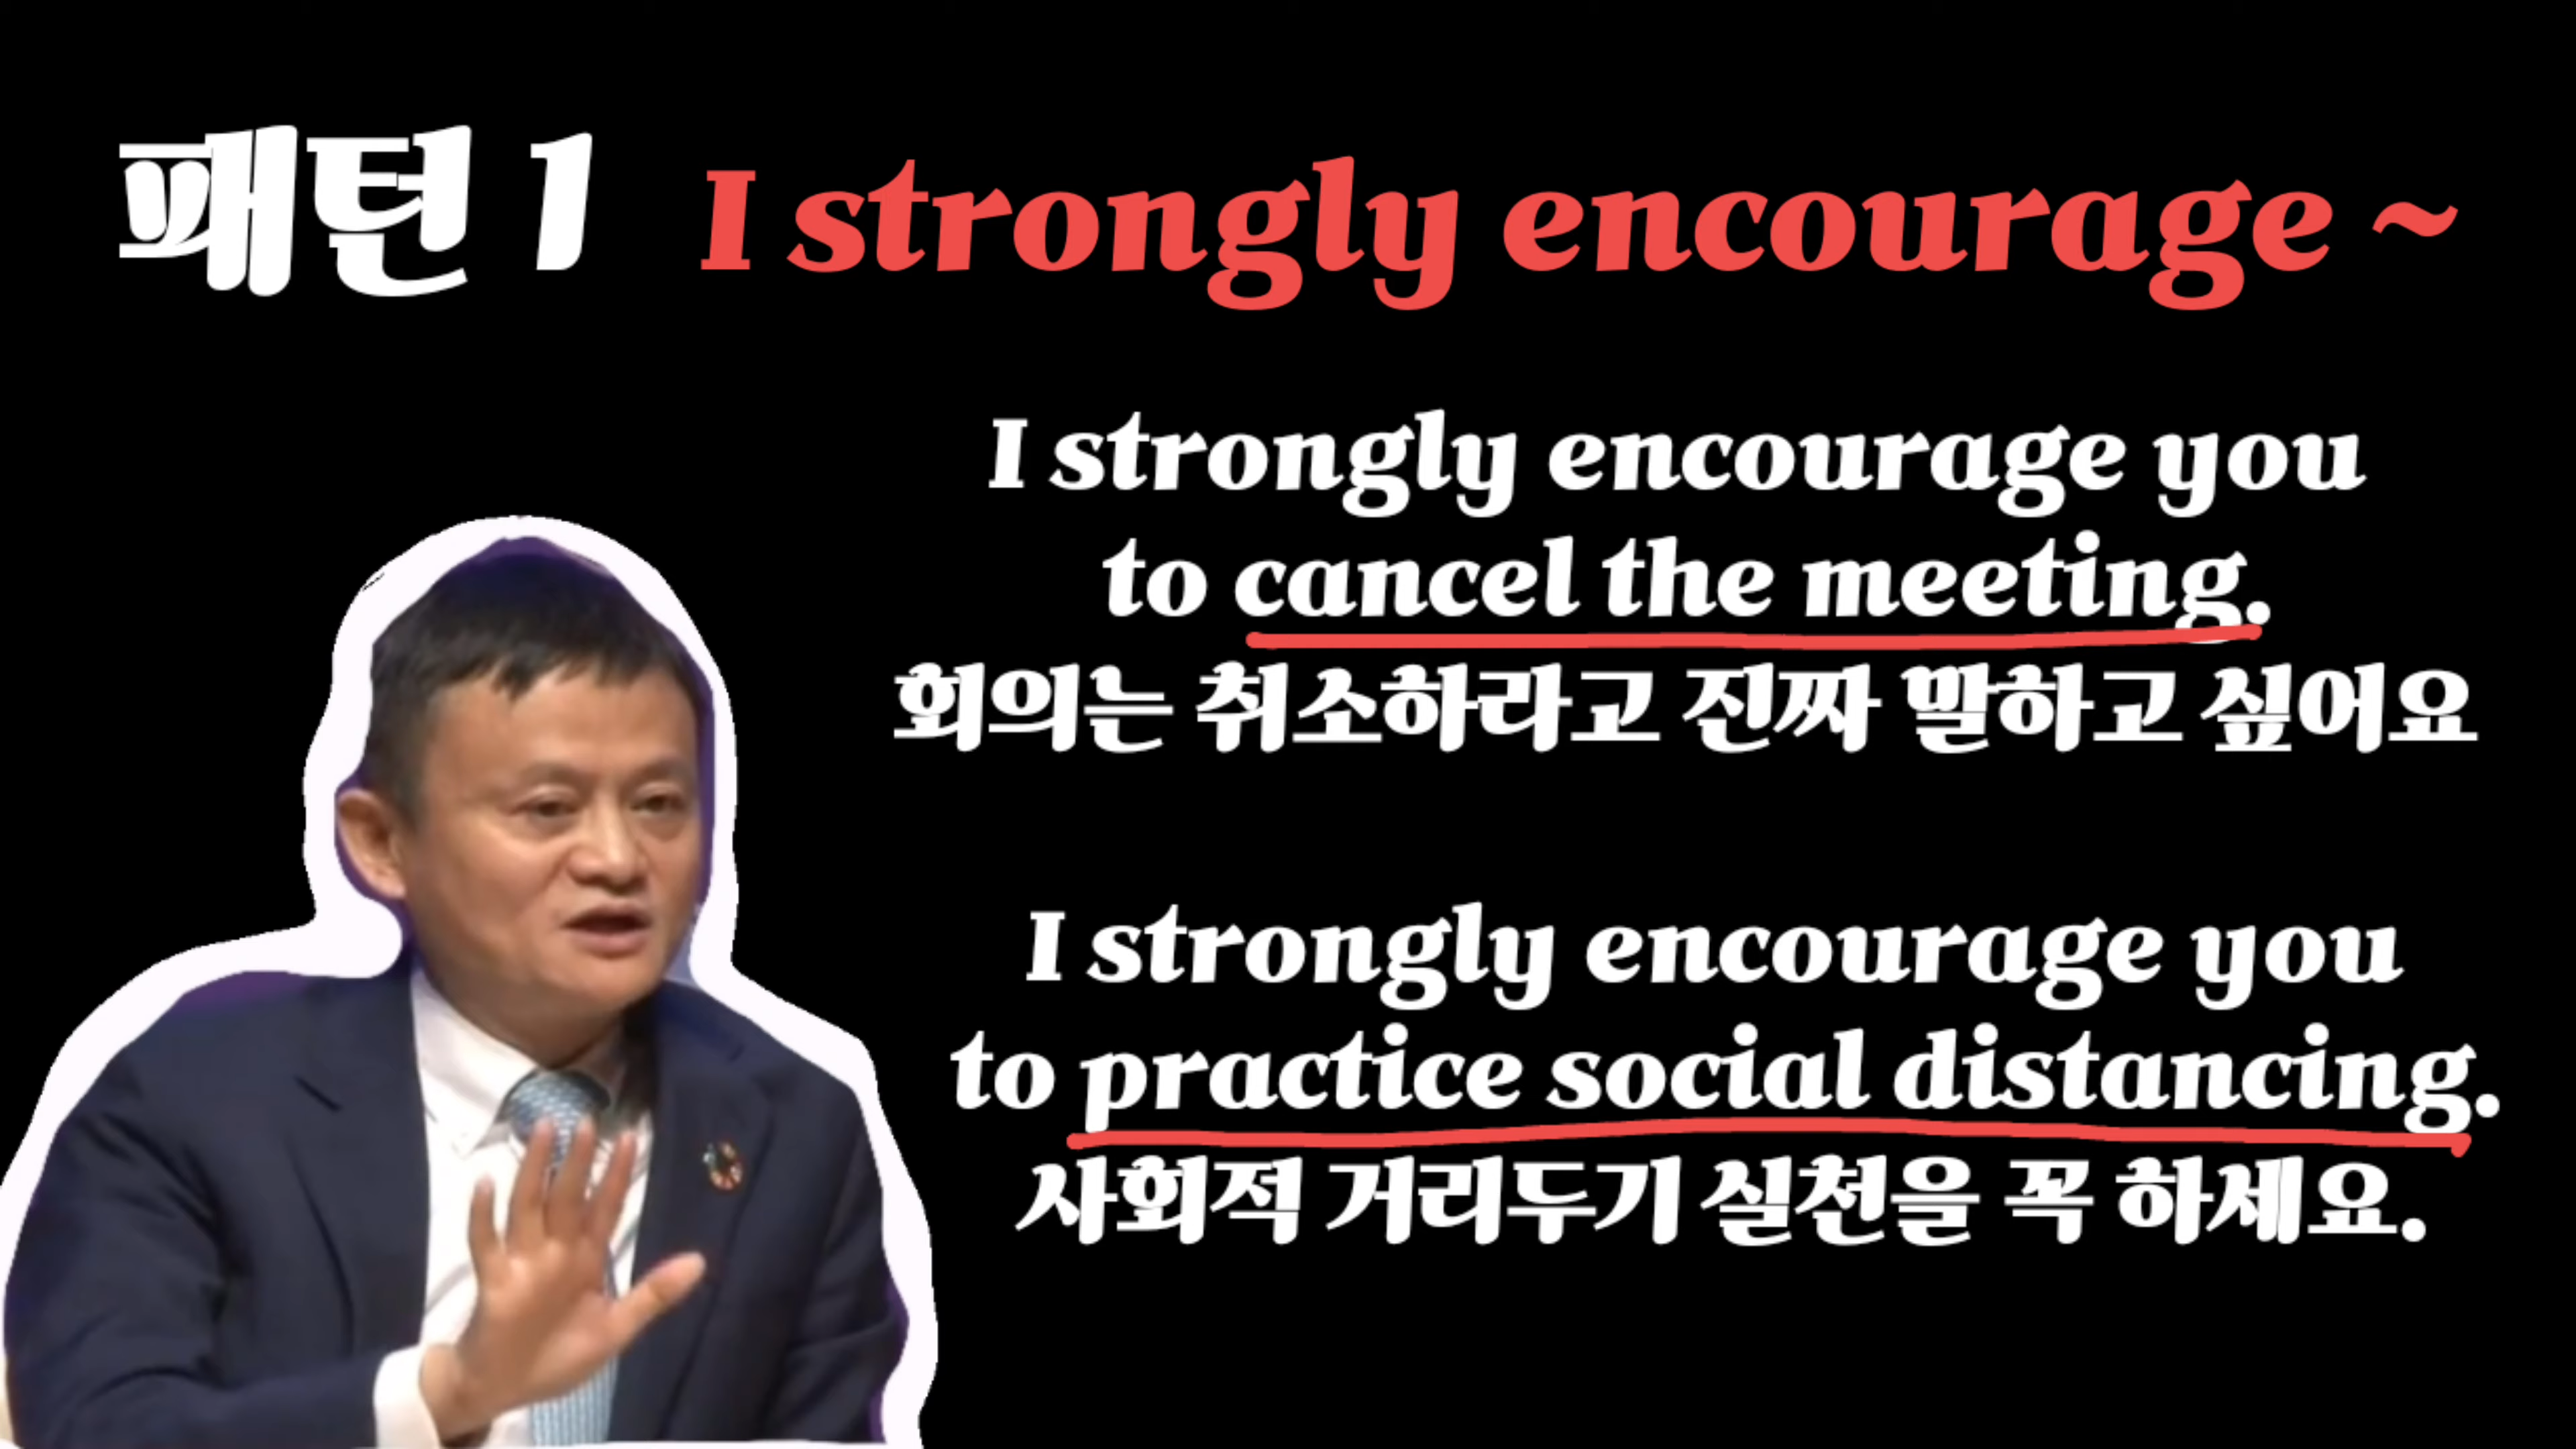 패턴 1 I strongly encourage ~
I strongly encourage you
to cancel the meeting.
회의는 취소하라고 진짜 말하고 싶어요
I strongly encourage you
to practice social distancing.
사회적 거리두기 실천을 꼭 하세요.